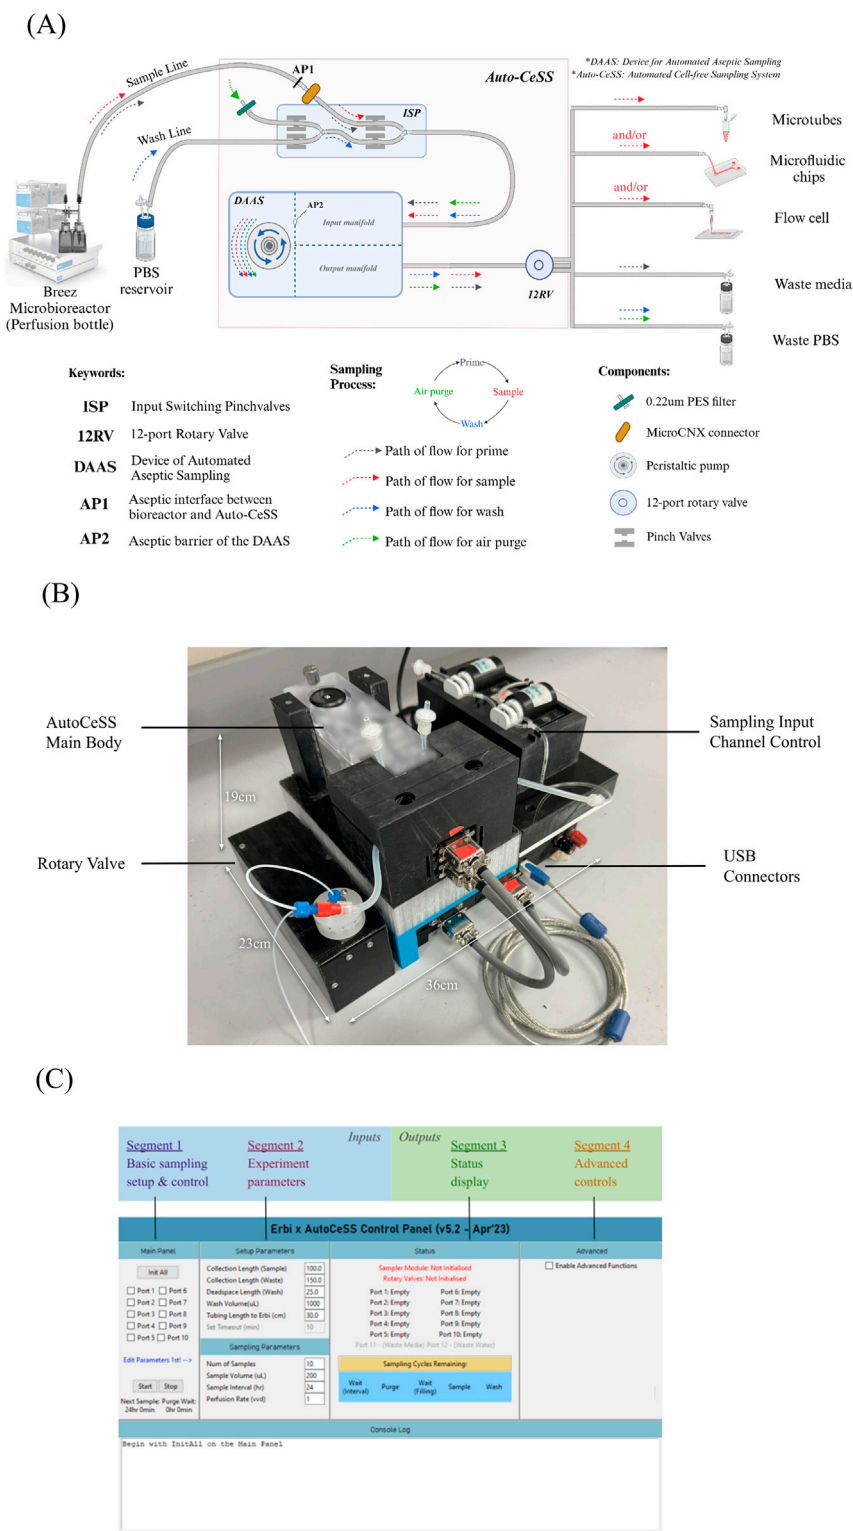 (A)
Sample Line
AP1
Auto-CeSS
*DAAS: Device for Automated Aseptic Sampling
*Auto-CeSS: Automated Cell-free Sampling System
ISP
Wash Line
Microtubes
and/or
Microfluidic
chips
and/or
Flow cell
DAAS
AP2
Input manifold
Output manifold
12RV
Waste media
Waste PBS
PBS
reservoir
Breez
Microbioreactor
(Perfusion bottle)
Keywords:
ISP Input Switching Pinchvalves
12RV 12-port Rotary Valve
DAAS Device of Automated
Aseptic Sampling
AP1 Aseptic interface between
bioreactor and Auto-CeSS
AP2 Aseptic barrier of the DAAS
Sampling
Process:
Prime
Air purge
Sample
Wash
Path of flow for prime
Path of flow for sample
Path of flow for wash
Path of flow for air purge
Components:
0.22um PES filter
MicroCNX connector
Peristaltic pump
12-port rotary valve
Pinch Valves
(B)
AutoCeSS
Main Body
Sampling Input
Channel Control
19cm
Rotary Valve
USB
Connectors
23cm
36cm
(C)
Inputs Outputs
Segment 1
Basic sampling
setup & control
Segment 2
Experiment
parameters
Segment 3
Status
display
Segment 4
Advanced
controls
Erbi x AutoCeSS Control Panel (v5.2 - Apr'23)
Main Panel
Init All
Port 1 Port 6
Port 2 Port 7
Port 3 Port 8
Port 4 Port 9
Port 5 Port 10
Edit Parameters 1st! -->
Start Stop
Next Sample: Purge Wait:
24hr 0min 0hr 0min
Setup Parameters
Collection Length (Sample) 100.0
Collection Length (Waste) 150.0
Deadspace Length (Wash) 25.0
Wash Volume(uL) 1000
Tubing Length to Erbi (cm) 30.0
Set Timeout (min) 10
Sampling Parameters
Num of Samples 10
Sample Volume (uL) 200
Sample Interval (hr) 24
Perfusion Rate (vvd) 1
Status
Sampler Module: Not Initialised
Rotary Valves: Not Initialised
Port 1: Empty Port 6: Empty
Port 2: Empty Port 7: Empty
Port 3: Empty Port 8: Empty
Port 4: Empty Port 9: Empty
Port 5: Empty Port 10: Empty
Port 11 - (Waste Media) Port 12 - (Waste Water)
Sampling Cycles Remaining:
Wait
(Interval)
Purge
Wait
(Filling)
Sample
Wash
Advanced
Enable Advanced Functions
Console Log
Begin with InitAll on the Main Panel